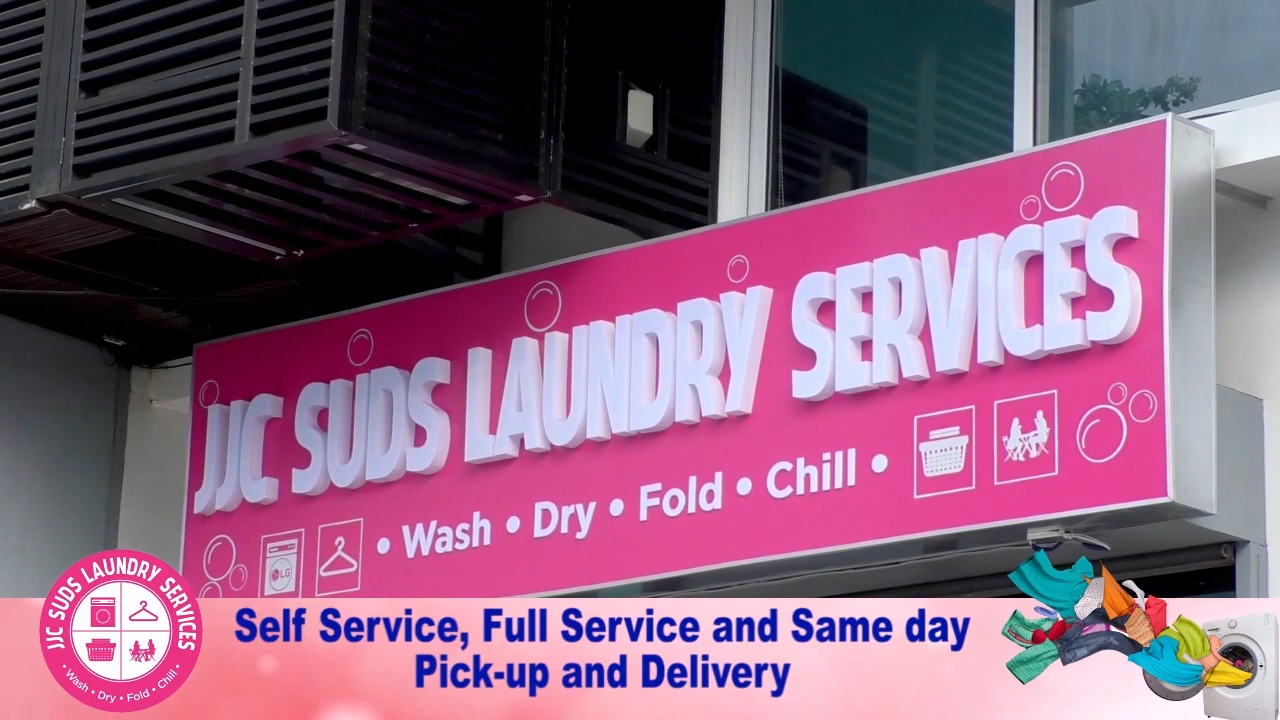 JJC SUDS LAUNDRY SERVICES
• Wash • Dry • Fold • Chill •
LG
JJC SUDS LAUNDRY SERVICES
• Wash • Dry • Fold • Chill •
Self Service, Full Service and Same day
Pick-up and Delivery